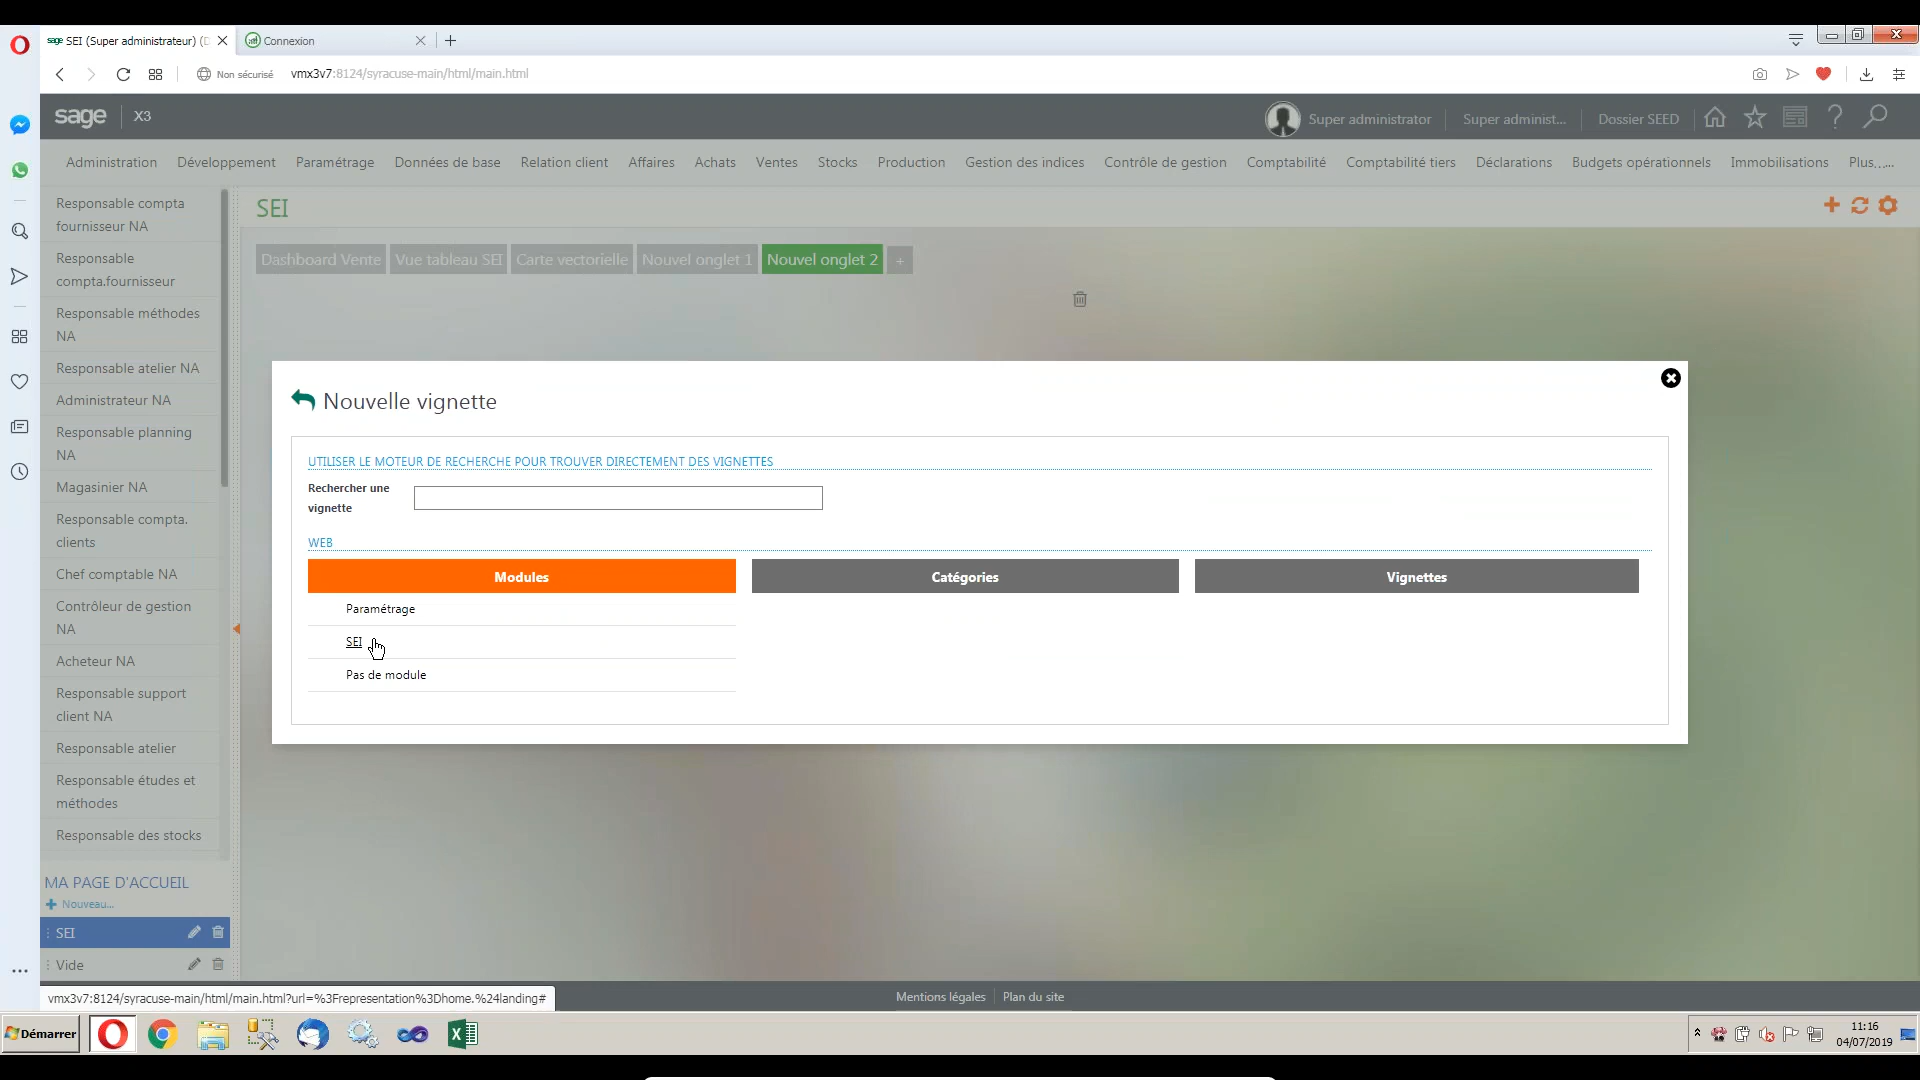 SEI (Super administrateur) (
Connexion
Non sécurisé
vmx3v7:8124/syracuse-main/html/main.html
sage
X3
Super administrator
Super administ...
Dossier SEED
Administration
Développement
Paramétrage
Données de base
Relation client
Affaires
Achats
Ventes
Stocks
Production
Gestion des indices
Contrôle de gestion
Comptabilité
Comptabilité tiers
Déclarations
Budgets opérationnels
Immobilisations
Plus......
Responsable compta
fournisseur NA
Responsable
compta.fournisseur
Responsable méthodes
NA
Responsable atelier NA
Administrateur NA
Responsable planning
NA
Magasinier NA
Responsable compta.
clients
Chef comptable NA
Contrôleur de gestion
NA
Acheteur NA
Responsable support
client NA
Responsable atelier
Responsable études et
méthodes
Responsable des stocks
MA PAGE D'ACCUEIL
Nouveau...
SEI
Vide
SEI
Dashboard Vente
Vue tableau SEI
Carte vectorielle
Nouvel onglet 1
Nouvel onglet 2
+
Nouvelle vignette
UTILISER LE MOTEUR DE RECHERCHE POUR TROUVER DIRECTEMENT DES VIGNETTES
Rechercher une
vignette
WEB
Modules
Catégories
Vignettes
Paramétrage
SEI
Pas de module
vmx3v7:8124/syracuse-main/html/main.html?url=%3Frepresentation%3Dhome.%24landing#
Mentions légales
Plan du site
Démarrer
11:16
04/07/2019